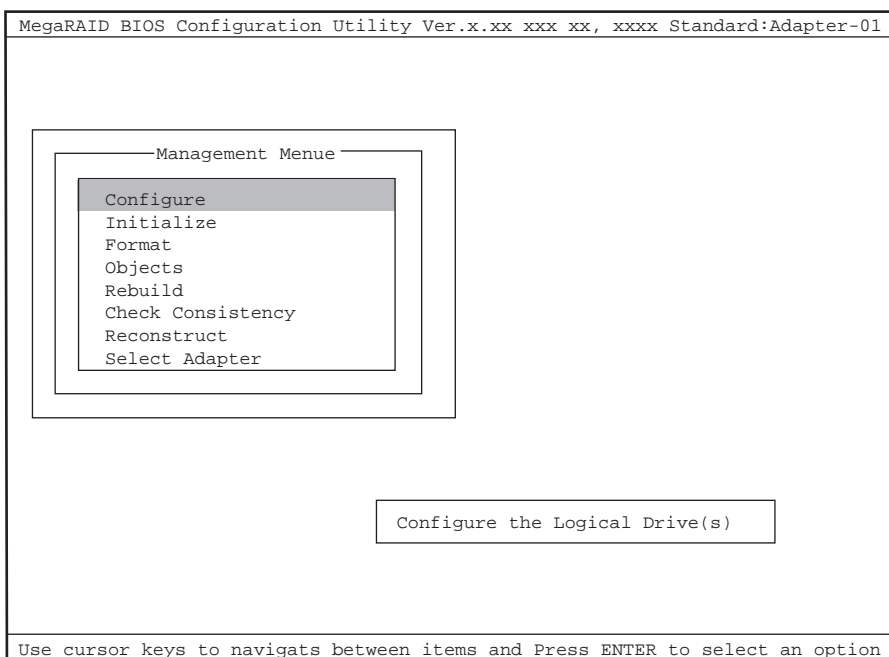 MegaRAID BIOS Configuration Utility Ver.x.xx xxx xx, xxxx Standard:Adapter-01
Management Menue
Configure
Initialize
Format
Objects
Rebuild
Check Consistency
Reconstruct
Select Adapter
Configure the Logical Drive(s)
Use cursor keys to navigats between items and Press ENTER to select an option